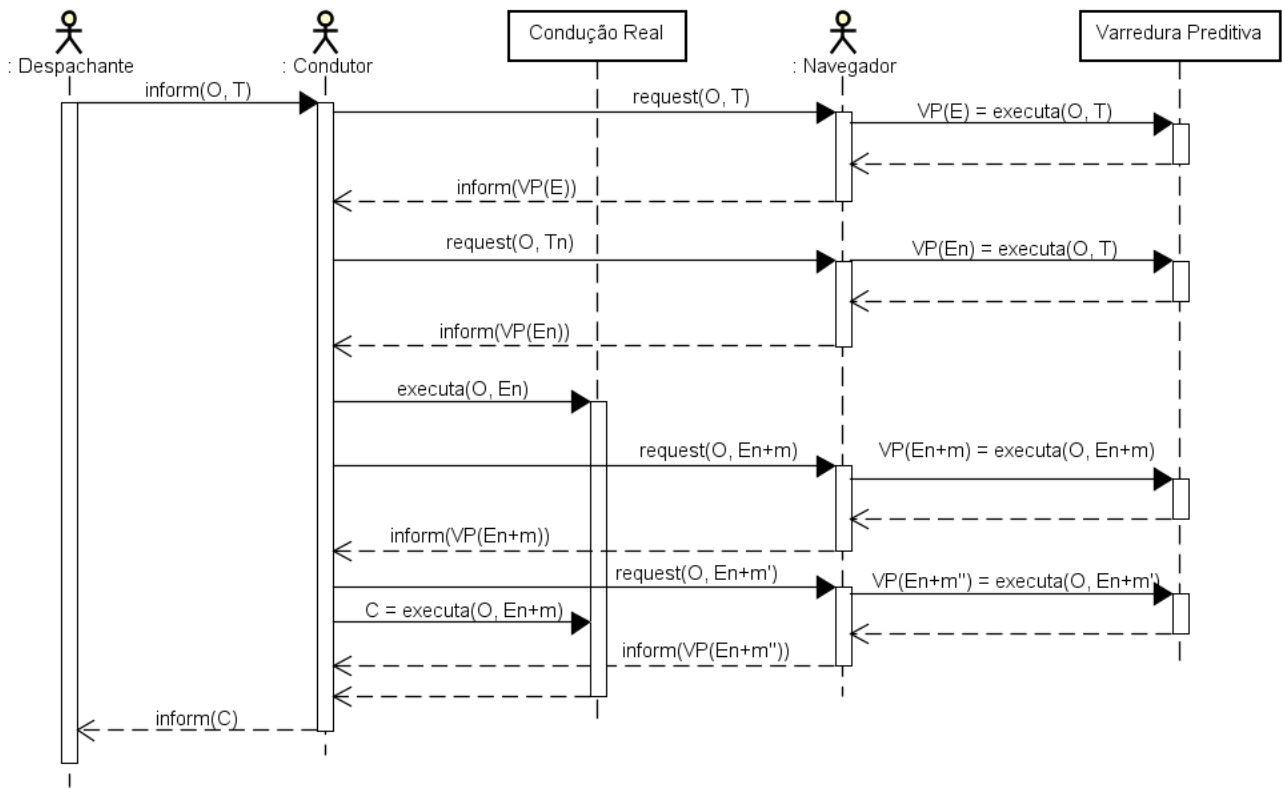 Condução Real
Varredura Preditiva
: Despachante
: Condutor
: Navegador
inform(O, T)
request(O, T)
VP(E) = executa(O, T)
inform(VP(E))
request(O, Tn)
VP(En) = executa(O, T)
inform(VP(En))
executa(O, En)
request(O, En+m)
VP(En+m) = executa(O, En+m)
inform(VP(En+m))
request(O, En+m')
VP(En+m'') = executa(O, En+m')
C = executa(O, En+m)
inform(VP(En+m''))
inform(C)